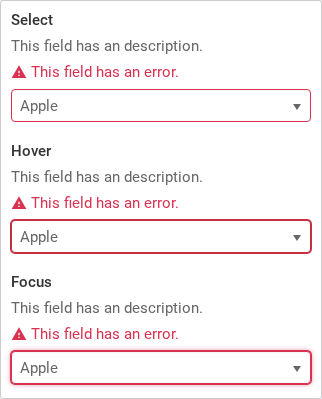 Select
This field has an description.
This field has an error.
Apple
Hover
This field has an description.
This field has an error.
Apple
Focus
This field has an description.
This field has an error.
Apple